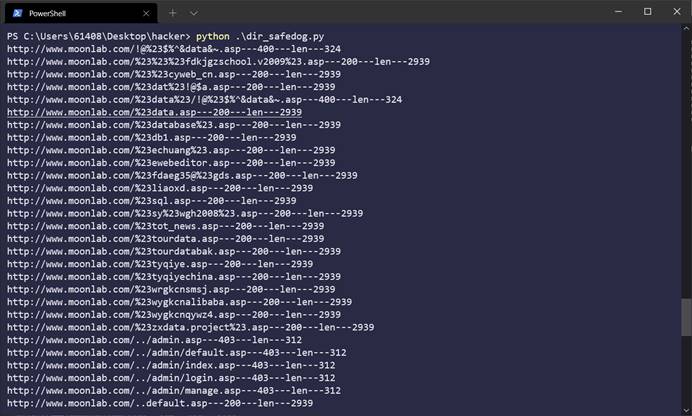 PowerShell
PS C:\Users\61408\Desktop\hacker> python .\dir_safedog.py
http://www.moonlab.com/!@%23$%^&data&~.asp---400---len---324
http://www.moonlab.com/%23%23%23fdkjgzschool.v2009%23.asp---200---len---2939
http://www.moonlab.com/%23%23cyweb_cn.asp---200---len---2939
http://www.moonlab.com/%23dat%23!@$a.asp---200---len---2939
http://www.moonlab.com/%23data%23/!@%23$%^&data&~.asp---400---len---324
http://www.moonlab.com/%23data.asp---200---len---2939
http://www.moonlab.com/%23database%23.asp---200---len---2939
http://www.moonlab.com/%23db1.asp---200---len---2939
http://www.moonlab.com/%23echuang%23.asp---200---len---2939
http://www.moonlab.com/%23ewebeditor.asp---200---len---2939
http://www.moonlab.com/%23fdaeg35@%23gds.asp---200---len---2939
http://www.moonlab.com/%23liaoxd.asp---200---len---2939
http://www.moonlab.com/%23sql.asp---200---len---2939
http://www.moonlab.com/%23sy%23wgh2008%23.asp---200---len---2939
http://www.moonlab.com/%23tot_news.asp---200---len---2939
http://www.moonlab.com/%23tourdata.asp---200---len---2939
http://www.moonlab.com/%23tourdatabak.asp---200---len---2939
http://www.moonlab.com/%23tyqiye.asp---200---len---2939
http://www.moonlab.com/%23tyqiyechina.asp---200---len---2939
http://www.moonlab.com/%23wrgkcnsmsj.asp---200---len---2939
http://www.moonlab.com/%23wygkcnalibaba.asp---200---len---2939
http://www.moonlab.com/%23wygkcnqywz4.asp---200---len---2939
http://www.moonlab.com/%23zxdata.project%23.asp---200---len---2939
http://www.moonlab.com/../admin.asp---403---len---312
http://www.moonlab.com/../admin/default.asp---403---len---312
http://www.moonlab.com/../admin/index.asp---403---len---312
http://www.moonlab.com/../admin/login.asp---403---len---312
http://www.moonlab.com/../admin/manage.asp---403---len---312
http://www.moonlab.com/..default.asp---200---len---2939